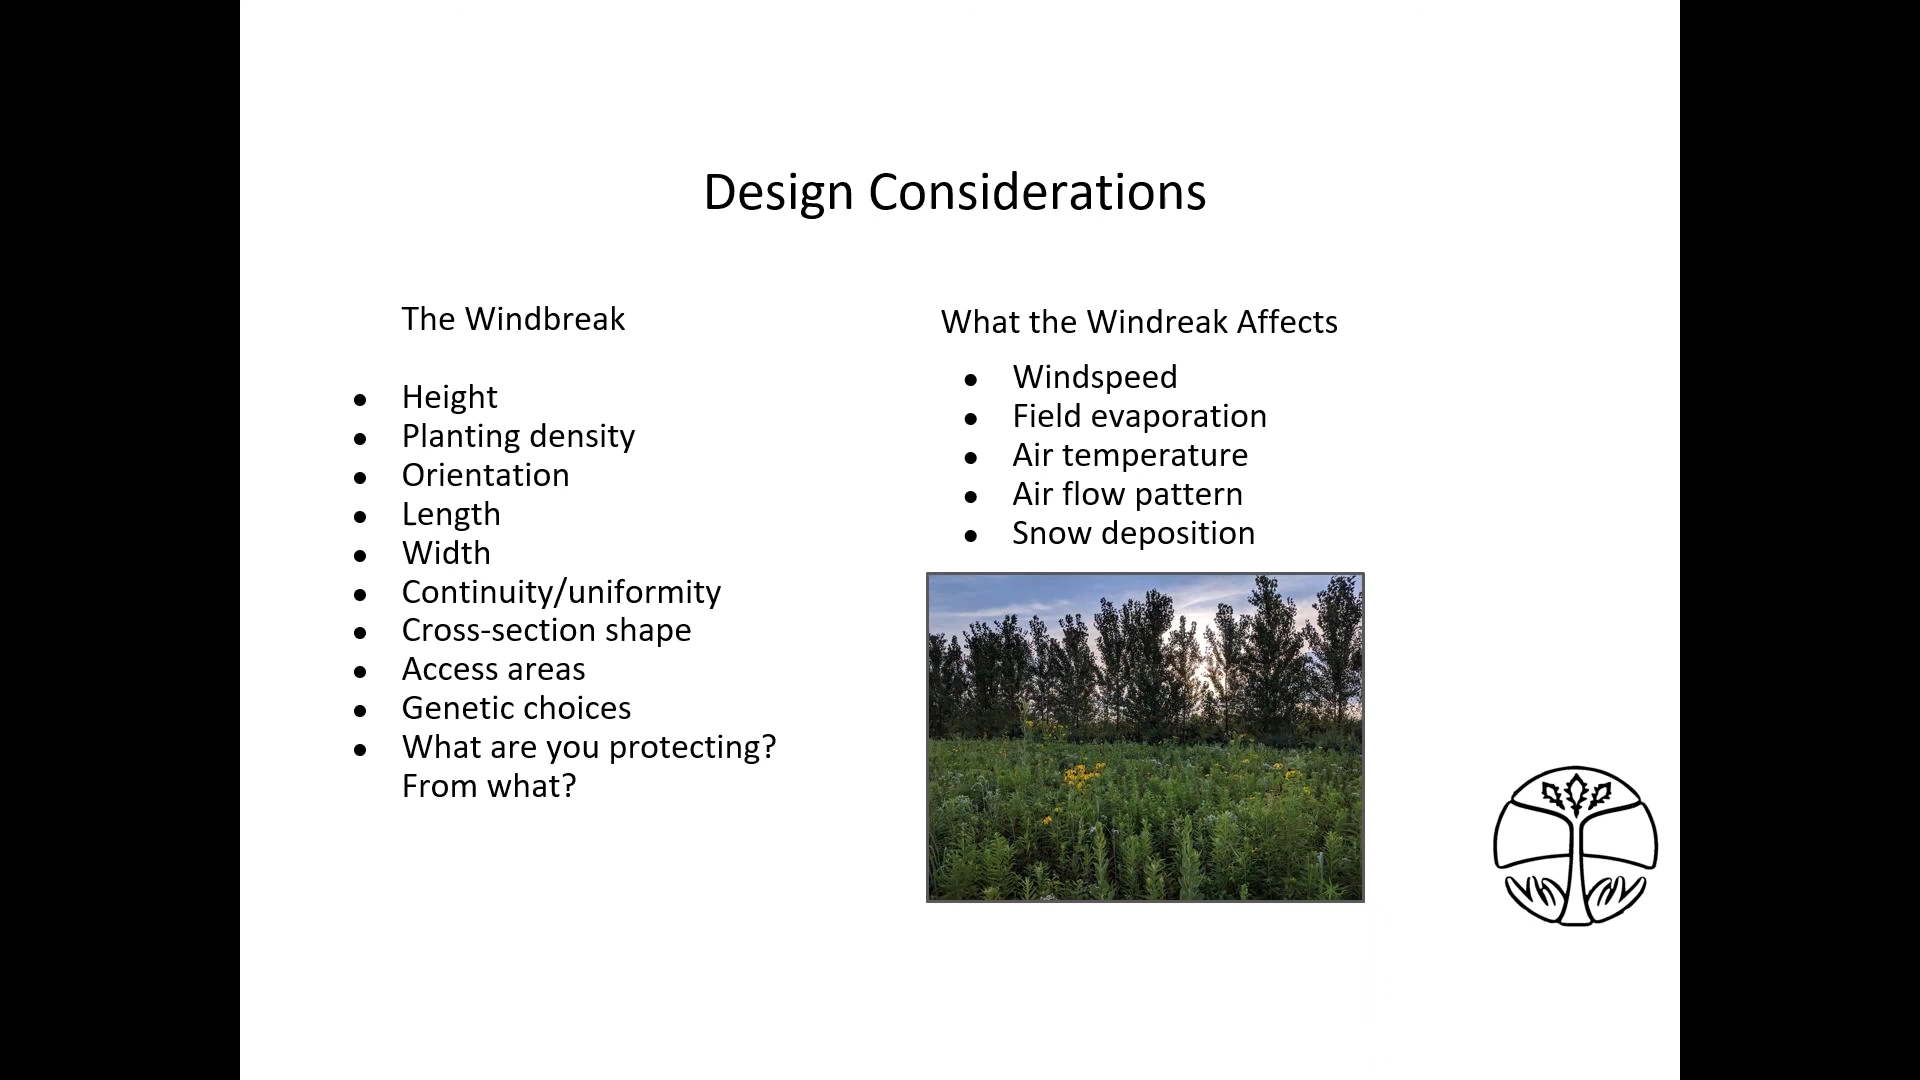 Design Considerations
The Windbreak
● Height
● Planting density
● Orientation
● Length
● Width
● Continuity/uniformity
● Cross-section shape
● Access areas
● Genetic choices
● What are you protecting?
From what?
What the Windreak Affects
● Windspeed
● Field evaporation
● Air temperature
● Air flow pattern
● Snow deposition